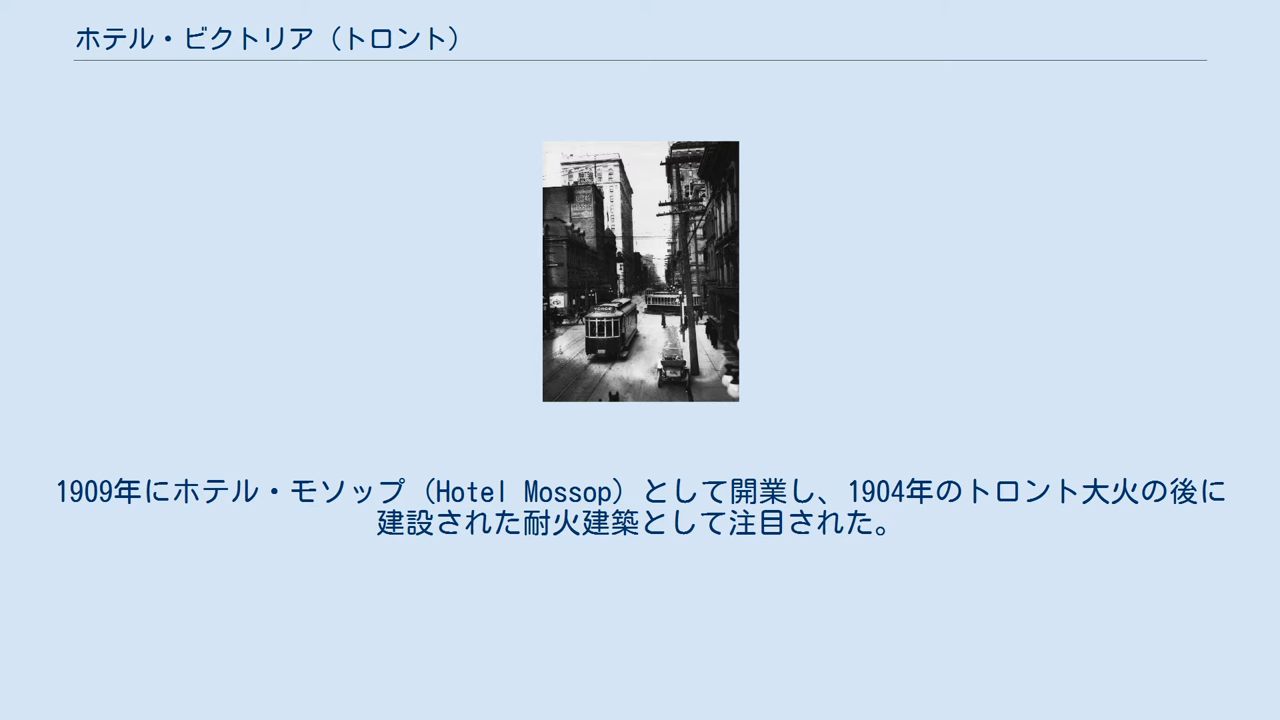 ホテル・ビクトリア（トロント）
1909年にホテル・モソップ（Hotel Mossop）として開業し、1904年のトロント大火の後に
建設された耐火建築として注目された。